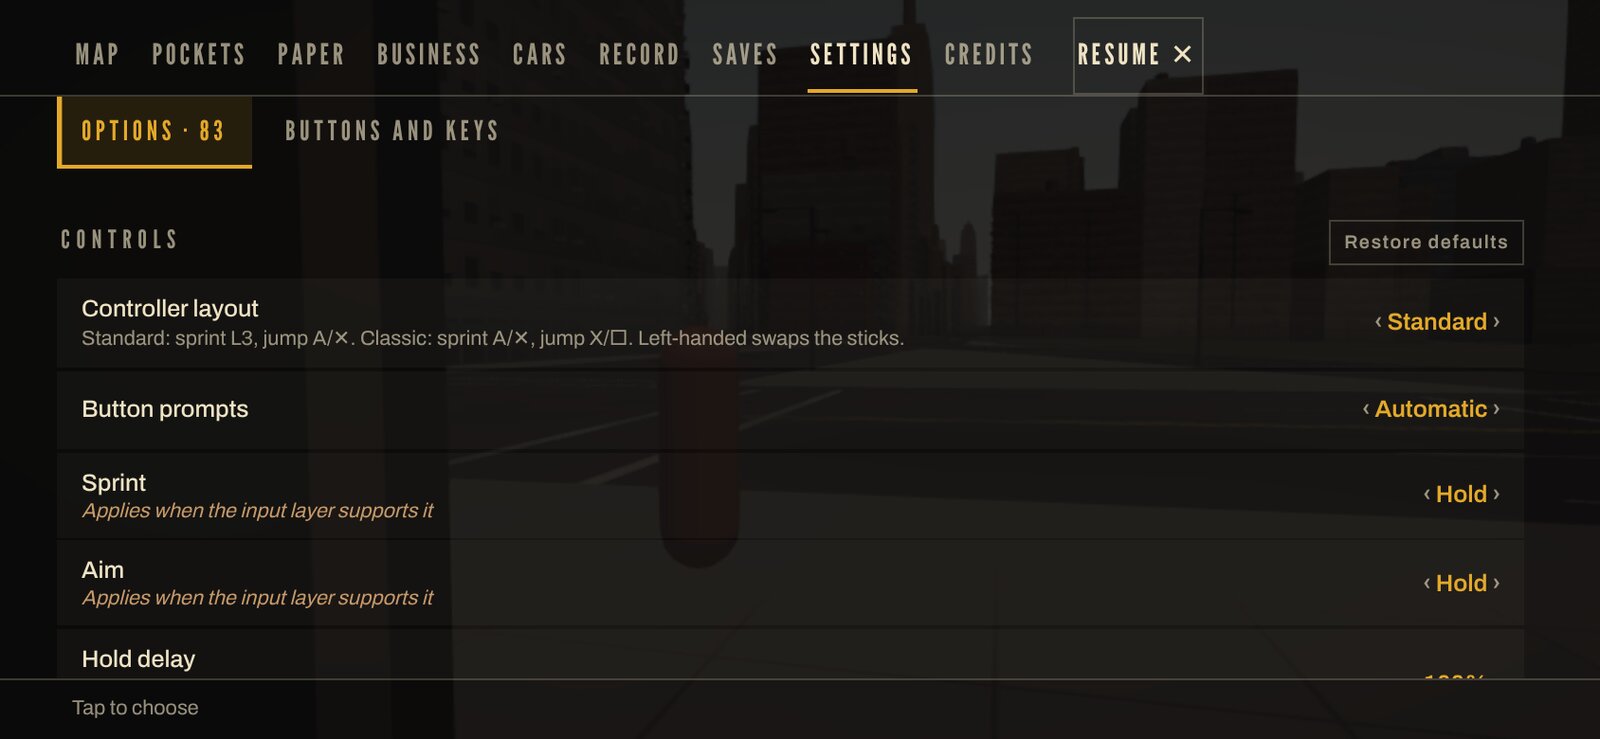 MAP POCKETS PAPER BUSINESS CARS RECORD SAVES SETTINGS CREDITS RESUME ✕
OPTIONS · 83 BUTTONS AND KEYS
CONTROLS
Restore defaults
Controller layout
Standard: sprint L3, jump A/✕. Classic: sprint A/✕, jump X/☐. Left-handed swaps the sticks.
‹ Standard ›
Button prompts
‹ Automatic ›
Sprint
Applies when the input layer supports it
‹ Hold ›
Aim
Applies when the input layer supports it
‹ Hold ›
Hold delay
Tap to choose